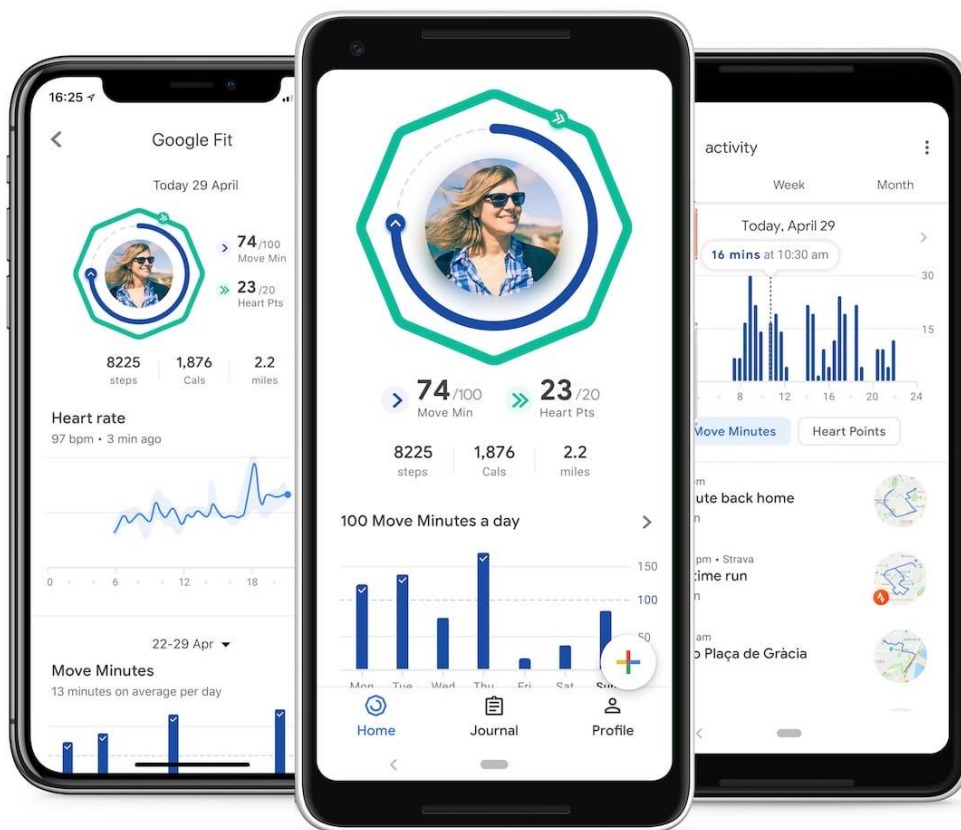 16:25
Google Fit
Today 29 April
74/100
Move Min
23/20
Heart Pts
8225 1,876 2.2
steps Cals miles
Heart rate
97 bpm • 3 min ago
0 6 12 18
22-29 Apr
Move Minutes
13 minutes on average per day
74/100 23/20
Move Min Heart Pts
8225 1,876 2.2
steps Cals miles
100 Move Minutes a day
150
100
50
Mon Tue Wed Thu Fri Sat Sun
Home Journal Profile
activity
Week Month
Today, April 29
16 mins at 10:30 am
30
15
8 12 16 20 24
Move Minutes Heart Points
ute back home
pm • Strava
time run
am
Plaça de Gràcia